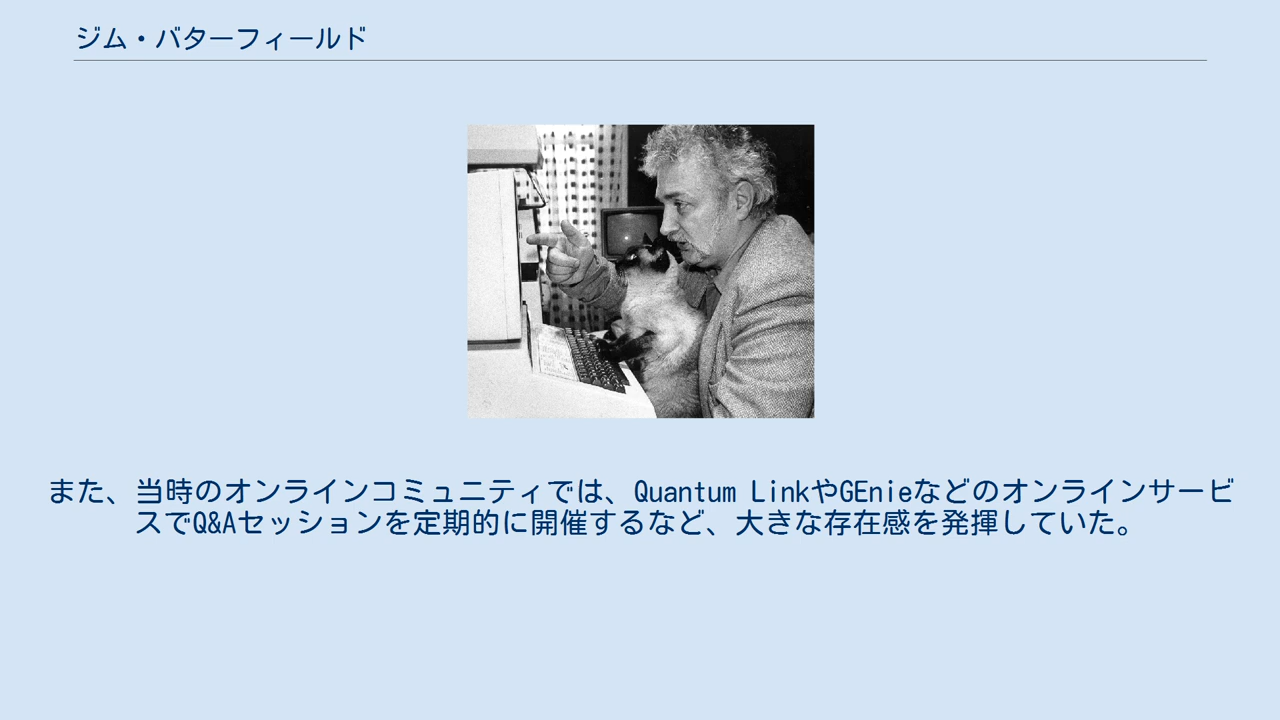 ジム・バターフィールド
また、当時のオンラインコミュニティでは、Quantum LinkやGEnieなどのオンラインサービ
スでQ&Aセッションを定期的に開催するなど、大きな存在感を発揮していた。